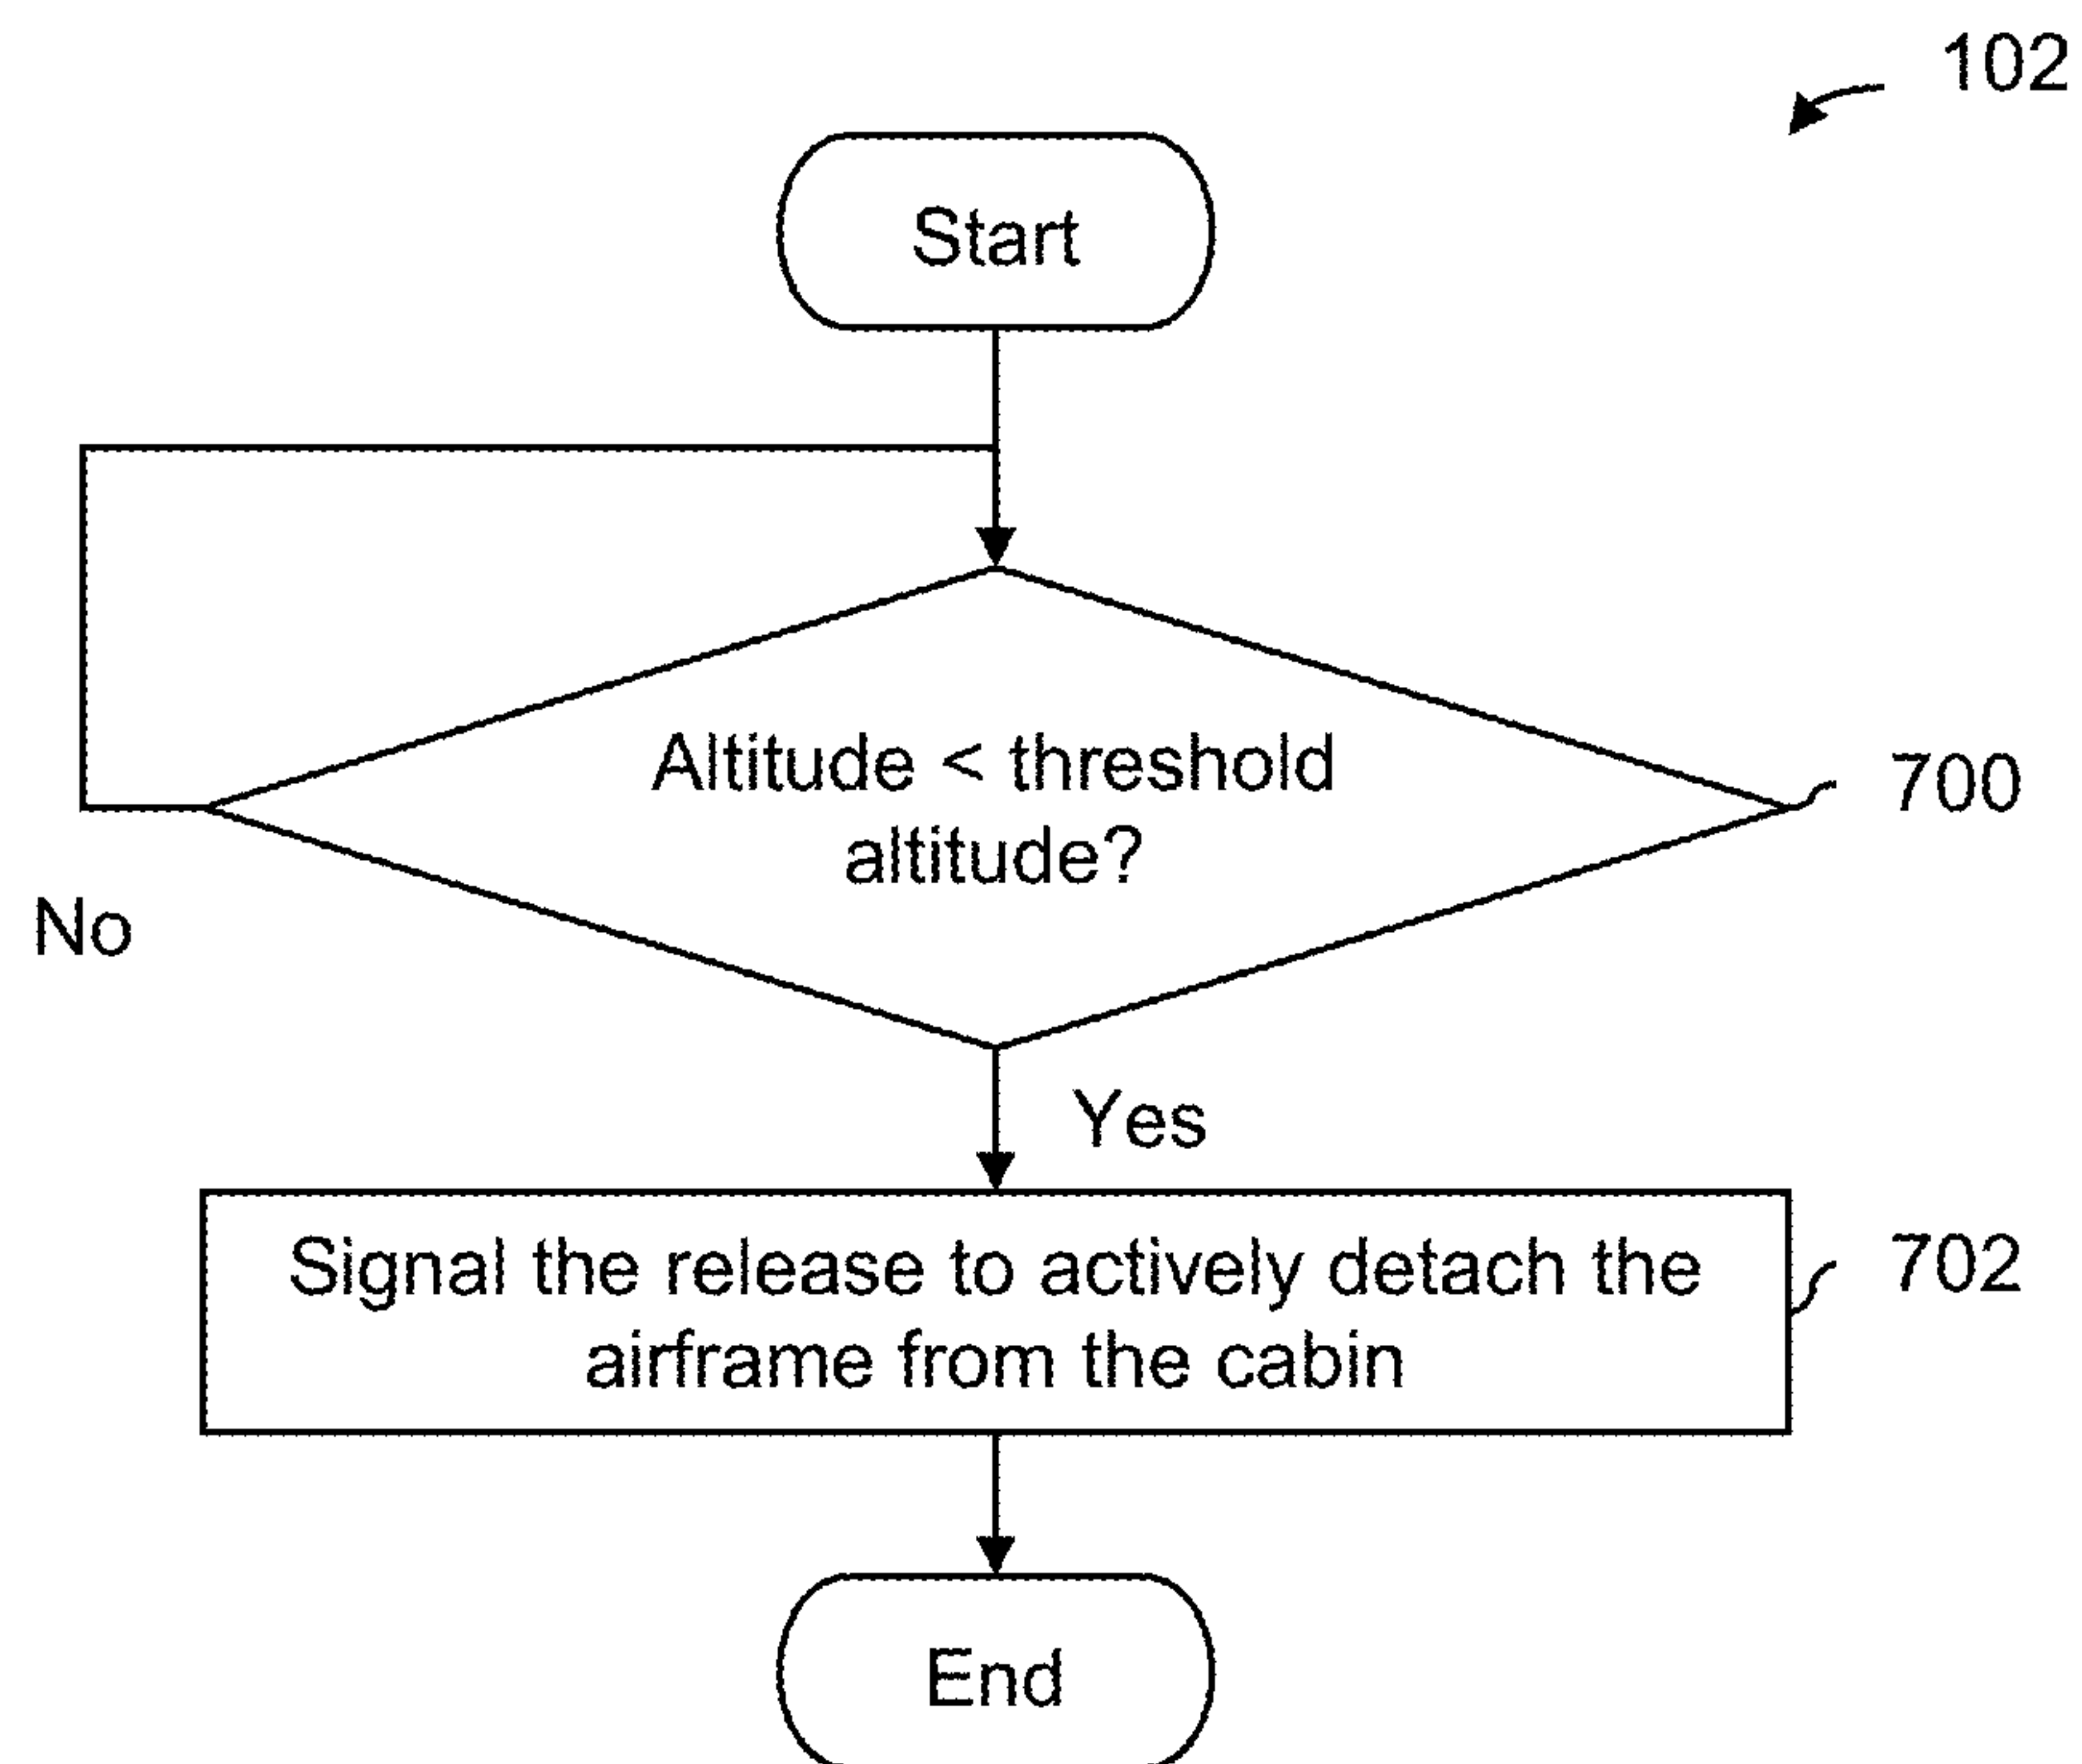 102
Start
Altitude < threshold
altitude?
700
No
Yes
Signal the release to actively detach the
airframe from the cabin
702
End